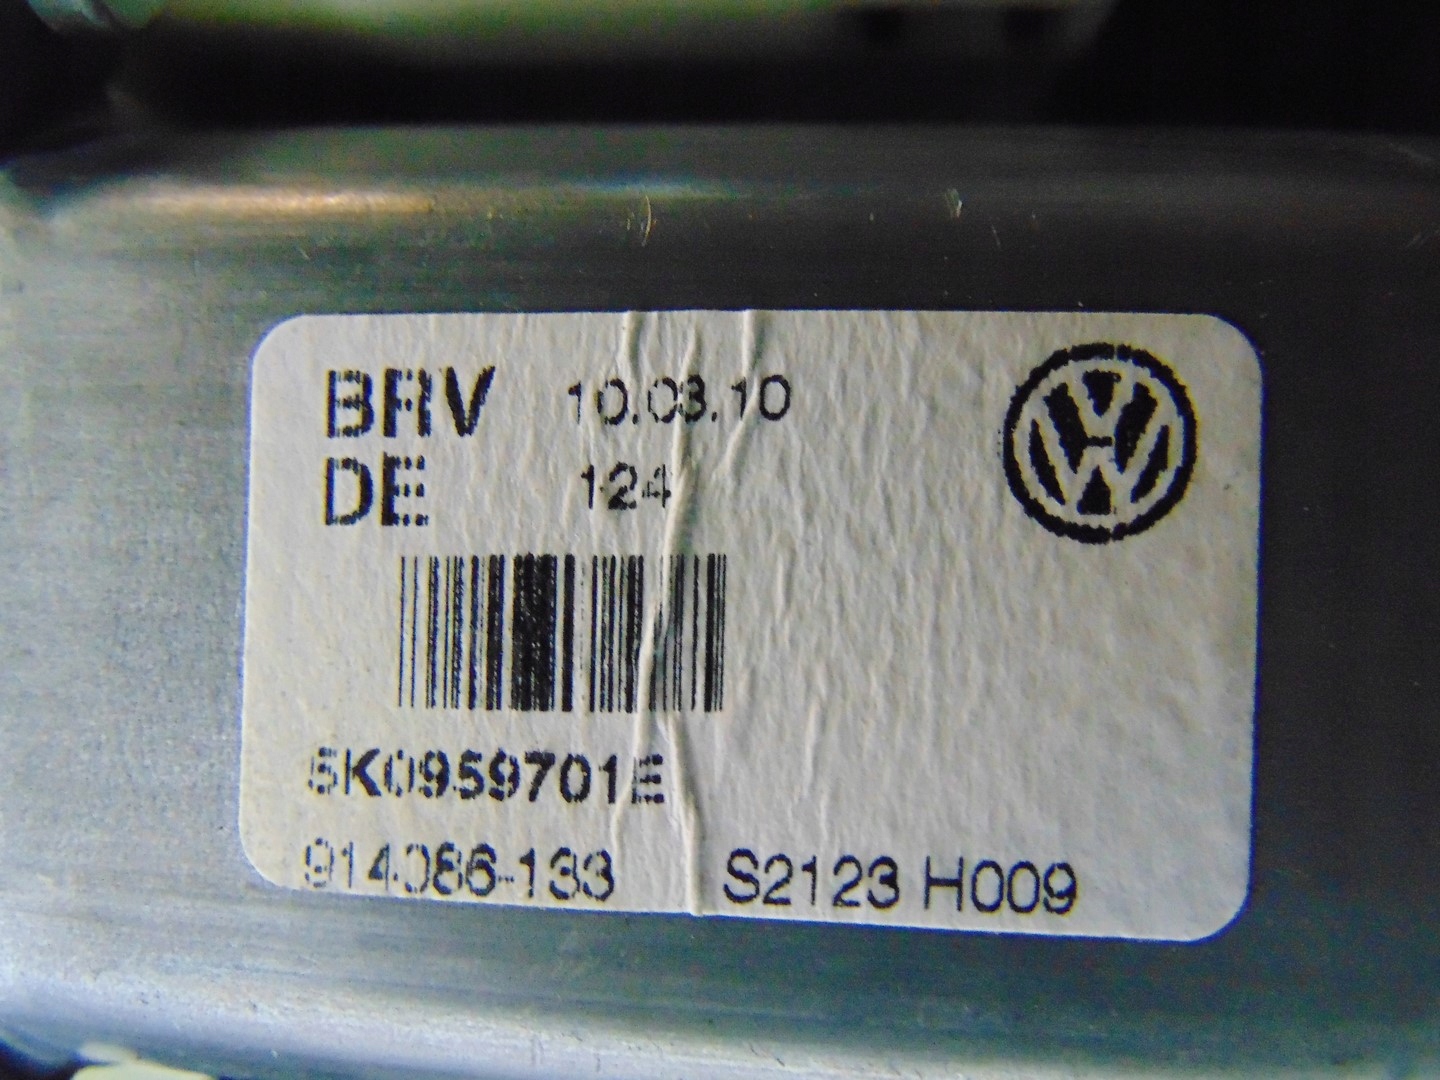 BRV 10.03.10
DE 124
5K0959701E
914086-133 S2123 H009